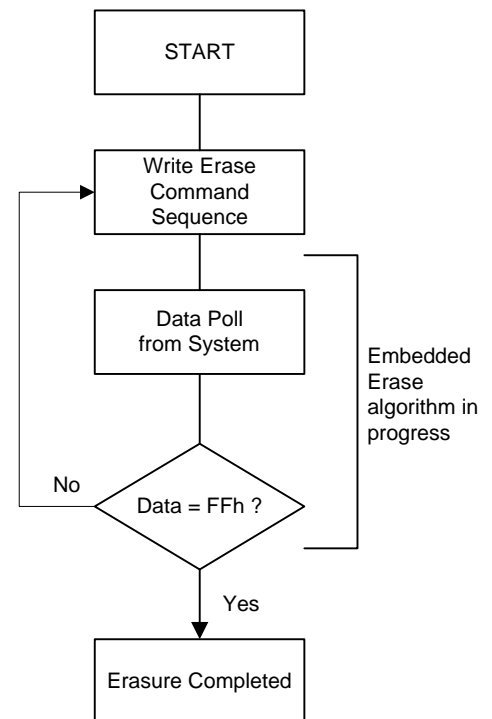 START
Write Erase
Command
Sequence
Data Poll
from System
Embedded
Erase
algorithm in
progress
No
Data = FFh ?
Yes
Erasure Completed